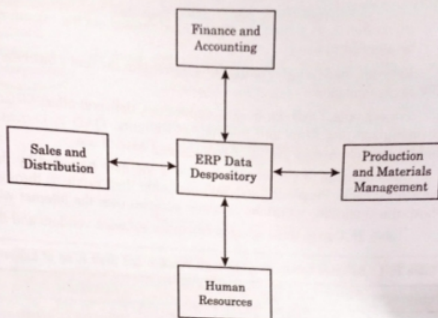 Finance and
Accounting
Sales and
Distribution
ERP Data
Despository
Production
and Materials
Management
Human
Resources